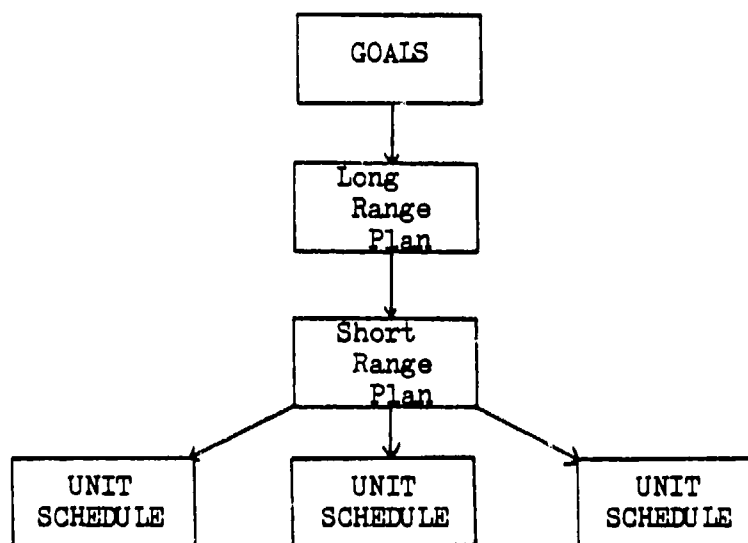 GOALS
Long
Range
Plan
Short
Range
Plan
UNIT
SCHEDULE
UNIT
SCHEDULE
UNIT
SCHEDULE